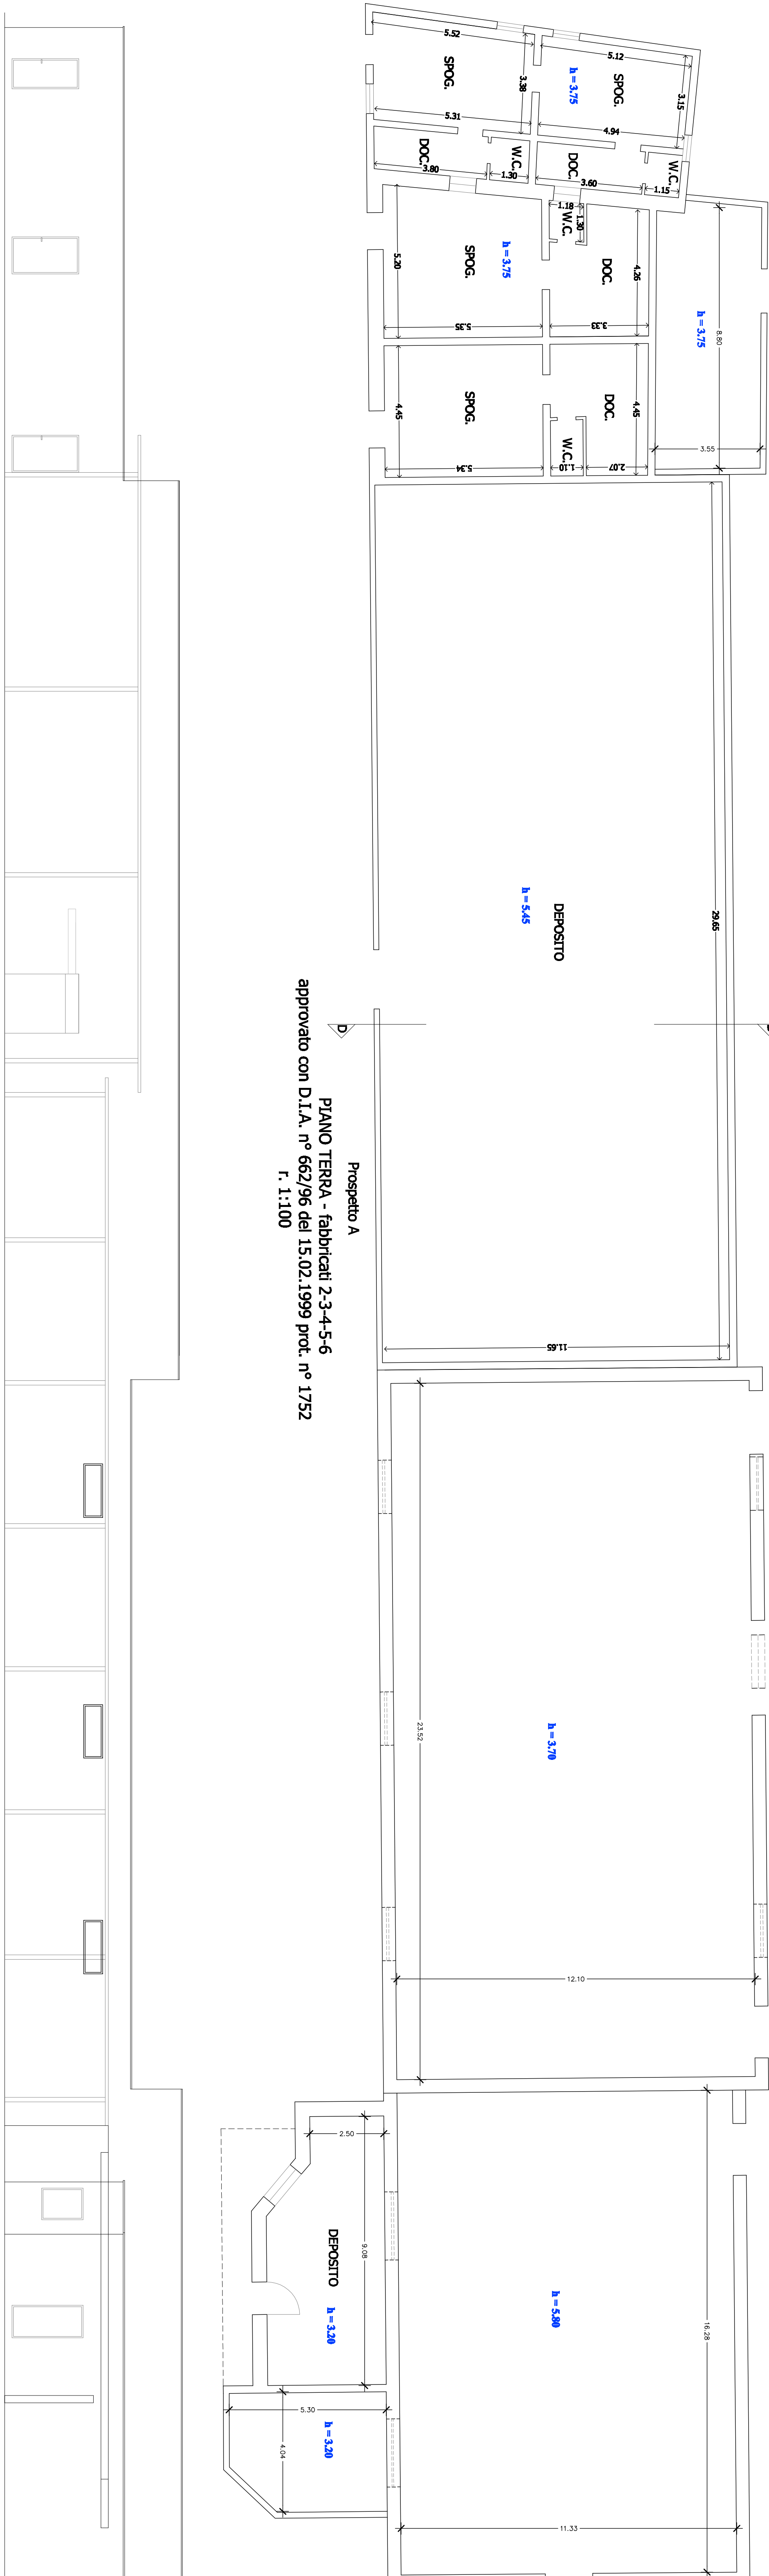 5.52
SPOG.
3.38
5.31
5.12
SPOG.
h = 3.75
3.15
4.94
DOC.
3.80
W.C.
1.30
DOC.
3.60
W.C.
1.15
1.18
W.C.
1.30
SPOG.
h = 3.75
5.20
5.35
DOC.
4.26
3.33
h = 3.75
8.80
3.55
SPOG.
4.45
5.34
DOC.
4.45
W.C.
1.10
2.07
DEPOSITO
h = 5.45
29.65
11.65
D
Prospetto A
PIANO TERRA - fabbricati 2-3-4-5-6
approvato con D.I.A. n° 662/96 del 15.02.1999 prot. n° 1752
r. 1:100
23.52
h = 3.70
12.10
2.50
9.08
DEPOSITO
h = 3.20
5.30
h = 3.20
4.04
h = 5.80
16.28
11.33